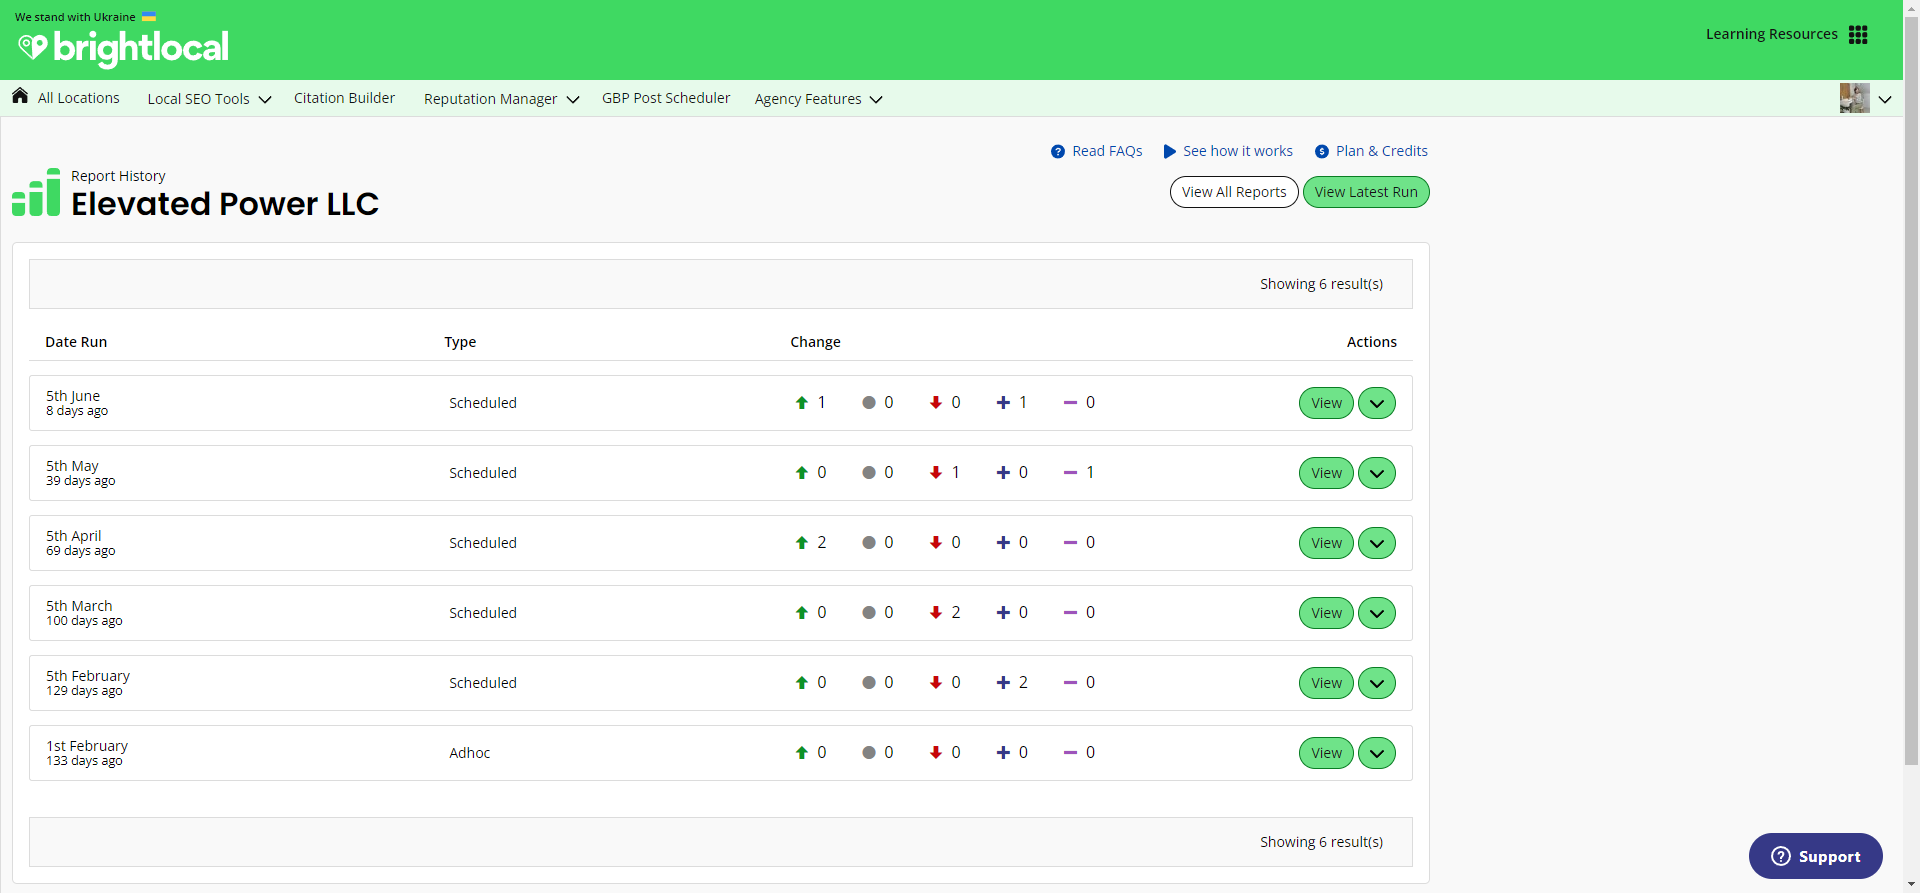 We stand with Ukraine
brightlocal
Learning Resources
All Locations
Local SEO Tools
Citation Builder
Reputation Manager
GBP Post Scheduler
Agency Features
Read FAQs
See how it works
Plan & Credits
Report History
Elevated Power LLC
View All Reports
View Latest Run
Showing 6 result(s)
Date Run Type Change Actions
5th June
8 days ago
Scheduled 1 0 0 1 0 View
5th May
39 days ago
Scheduled 0 0 1 0 1 View
5th April
69 days ago
Scheduled 2 0 0 0 0 View
5th March
100 days ago
Scheduled 0 0 2 0 0 View
5th February
129 days ago
Scheduled 0 0 0 2 0 View
1st February
133 days ago
Adhoc 0 0 0 0 0 View
Showing 6 result(s)
Support